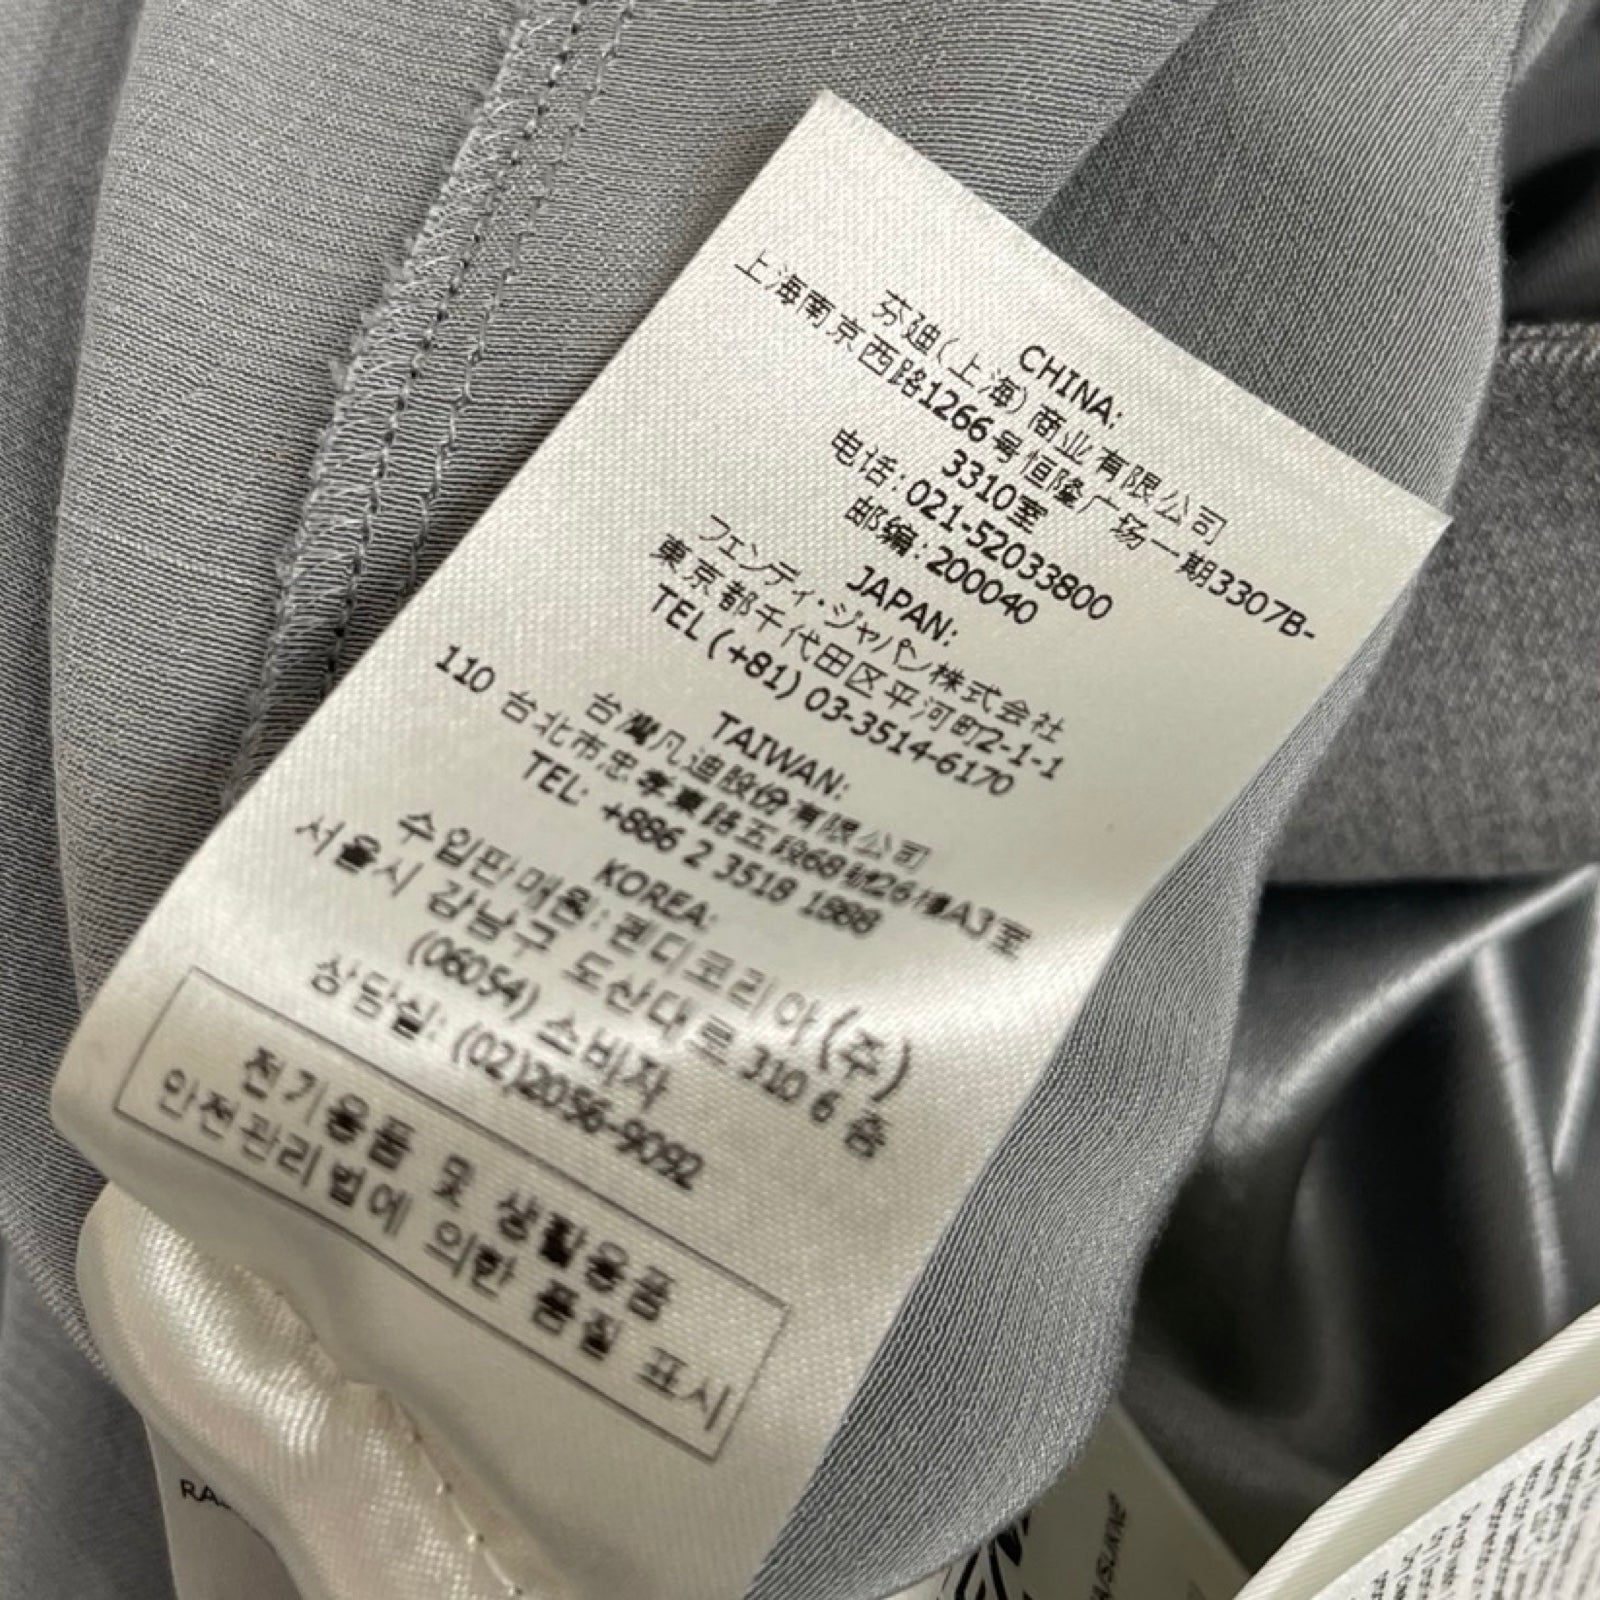 CHINA:
芬迪(上海)商业有限公司
上海南京西路1266号恒隆广场一期3307B-
3310室
电话:021-52033800
邮编:200040
JAPAN:
フェンディ・ジャパン株式会社
東京都千代田区平河町2-1-1
TEL(+81) 03-3514-6170
TAIWAN:
台灣凡迪股份有限公司
110 台北市忠孝東路五段68號26樓A3室
TEL: +886 2 3518 1888
KOREA:
수입판매원: 펜디코리아(주)
서울시 강남구 도산대로 310 6 층
(06054) 소비자
상담실: (02)2056-9092
전기용품 및 생활용품
안전관리법에 의한 품질 표시